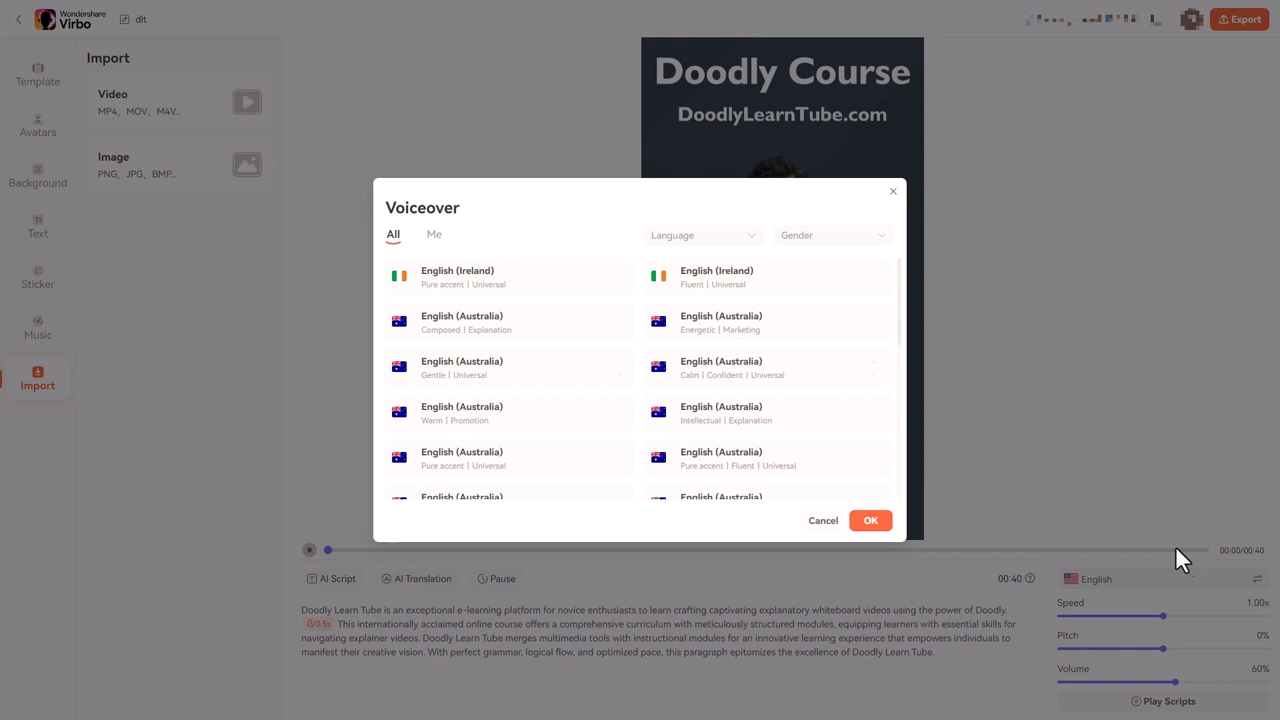 Wondershare
Virbo
dlt
Export
Template
Avatars
Background
Text
Sticker
Music
Import
Import
Video
MP4、MOV、M4V...
Image
PNG、JPG、BMP...
Doodly Course
DoodlyLearnTube.com
Voiceover
All
Me
Language
Gender
English (Ireland)
Pure accent | Universal
English (Ireland)
Fluent | Universal
English (Australia)
Composed | Explanation
English (Australia)
Energetic | Marketing
English (Australia)
Gentle | Universal
English (Australia)
Calm | Confident | Universal
English (Australia)
Warm | Promotion
English (Australia)
Intellectual | Explanation
English (Australia)
Pure accent | Universal
English (Australia)
Pure accent | Fluent | Universal
English (Australia)
English (Australia)
Cancel
OK
00:00/00:40
AI Script
AI Translation
Pause
00:40
English
Doodly Learn Tube is an exceptional e-learning platform for novice enthusiasts to learn crafting captivating explanatory whiteboard videos using the power of Doodly.
0.5s This internationally acclaimed online course offers a comprehensive curriculum with meticulously structured modules, equipping learners with essential skills for
navigating explainer videos. Doodly Learn Tube merges multimedia tools with instructional modules for an innovative learning experience that empowers individuals to
manifest their creative vision. With perfect grammar, logical flow, and optimized pace, this paragraph epitomizes the excellence of Doodly Learn Tube.
Speed
1.00x
Pitch
0%
Volume
60%
Play Scripts